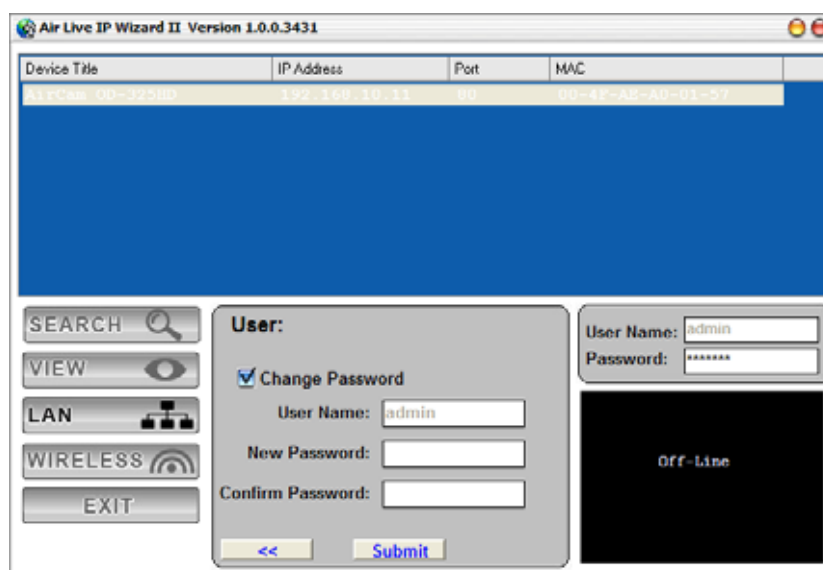 Air Live IP Wizard II Version 1.0.0.3431
Device Title IP Address Port MAC
AirCam OD-325HD 192.168.10.11 80 00-4F-AE-A0-01-57
SEARCH
VIEW
LAN
WIRELESS
EXIT
User:
Change Password
User Name: admin
New Password:
Confirm Password:
<< Submit
User Name: admin
Password: *******
Off-Line